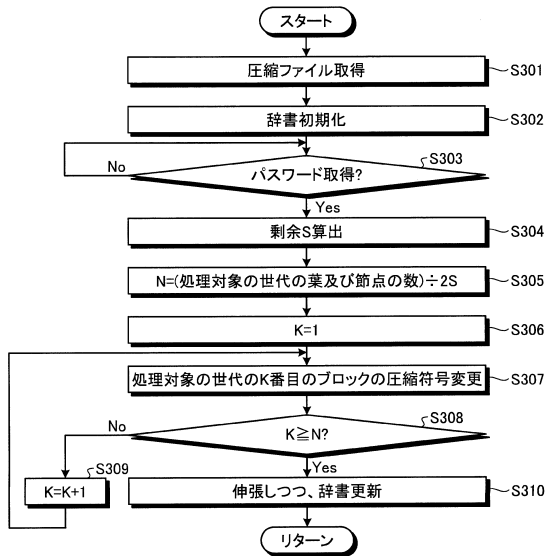 スタート
圧縮ファイル取得
S301
辞書初期化
S302
No
パスワード取得?
S303
Yes
剰余S算出
S304
N=(処理対象の世代の葉及び節点の数)÷2S
S305
K=1
S306
処理対象の世代のK番目のブロックの圧縮符号変更
S307
No
K≧N?
S308
Yes
K=K+1
S309
伸張しつつ、辞書更新
S310
リターン